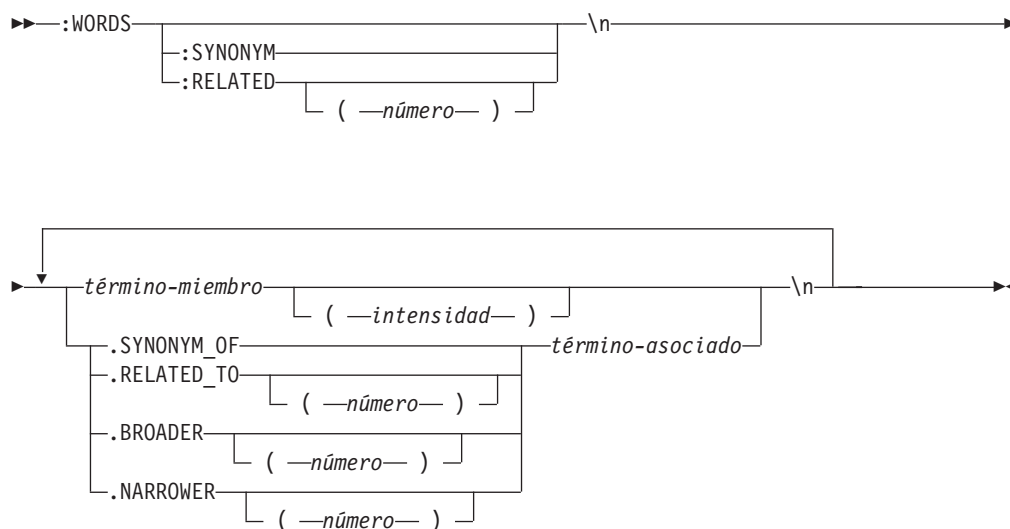 :WORDS \n
:SYNONYM
:RELATED
( número )
término-miembro \n
( intensidad )
.SYNONYM_OF término-asociado
.RELATED_TO
( número )
.BROADER
( número )
.NARROWER
( número )